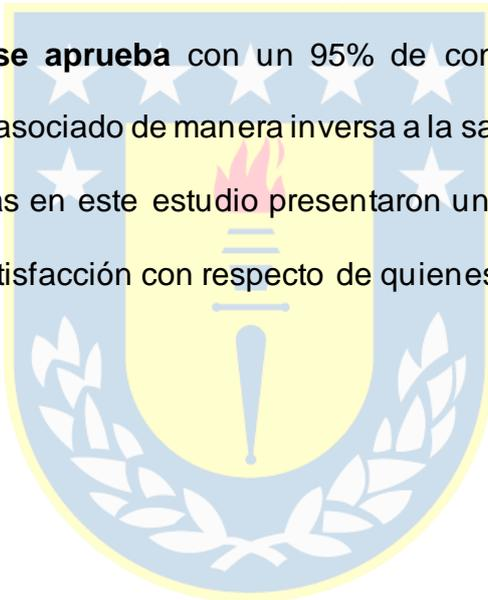 se aprueba con un 95% de con
asociado de manera inversa a la sa
as en este estudio presentaron un
tisfacción con respecto de quienes